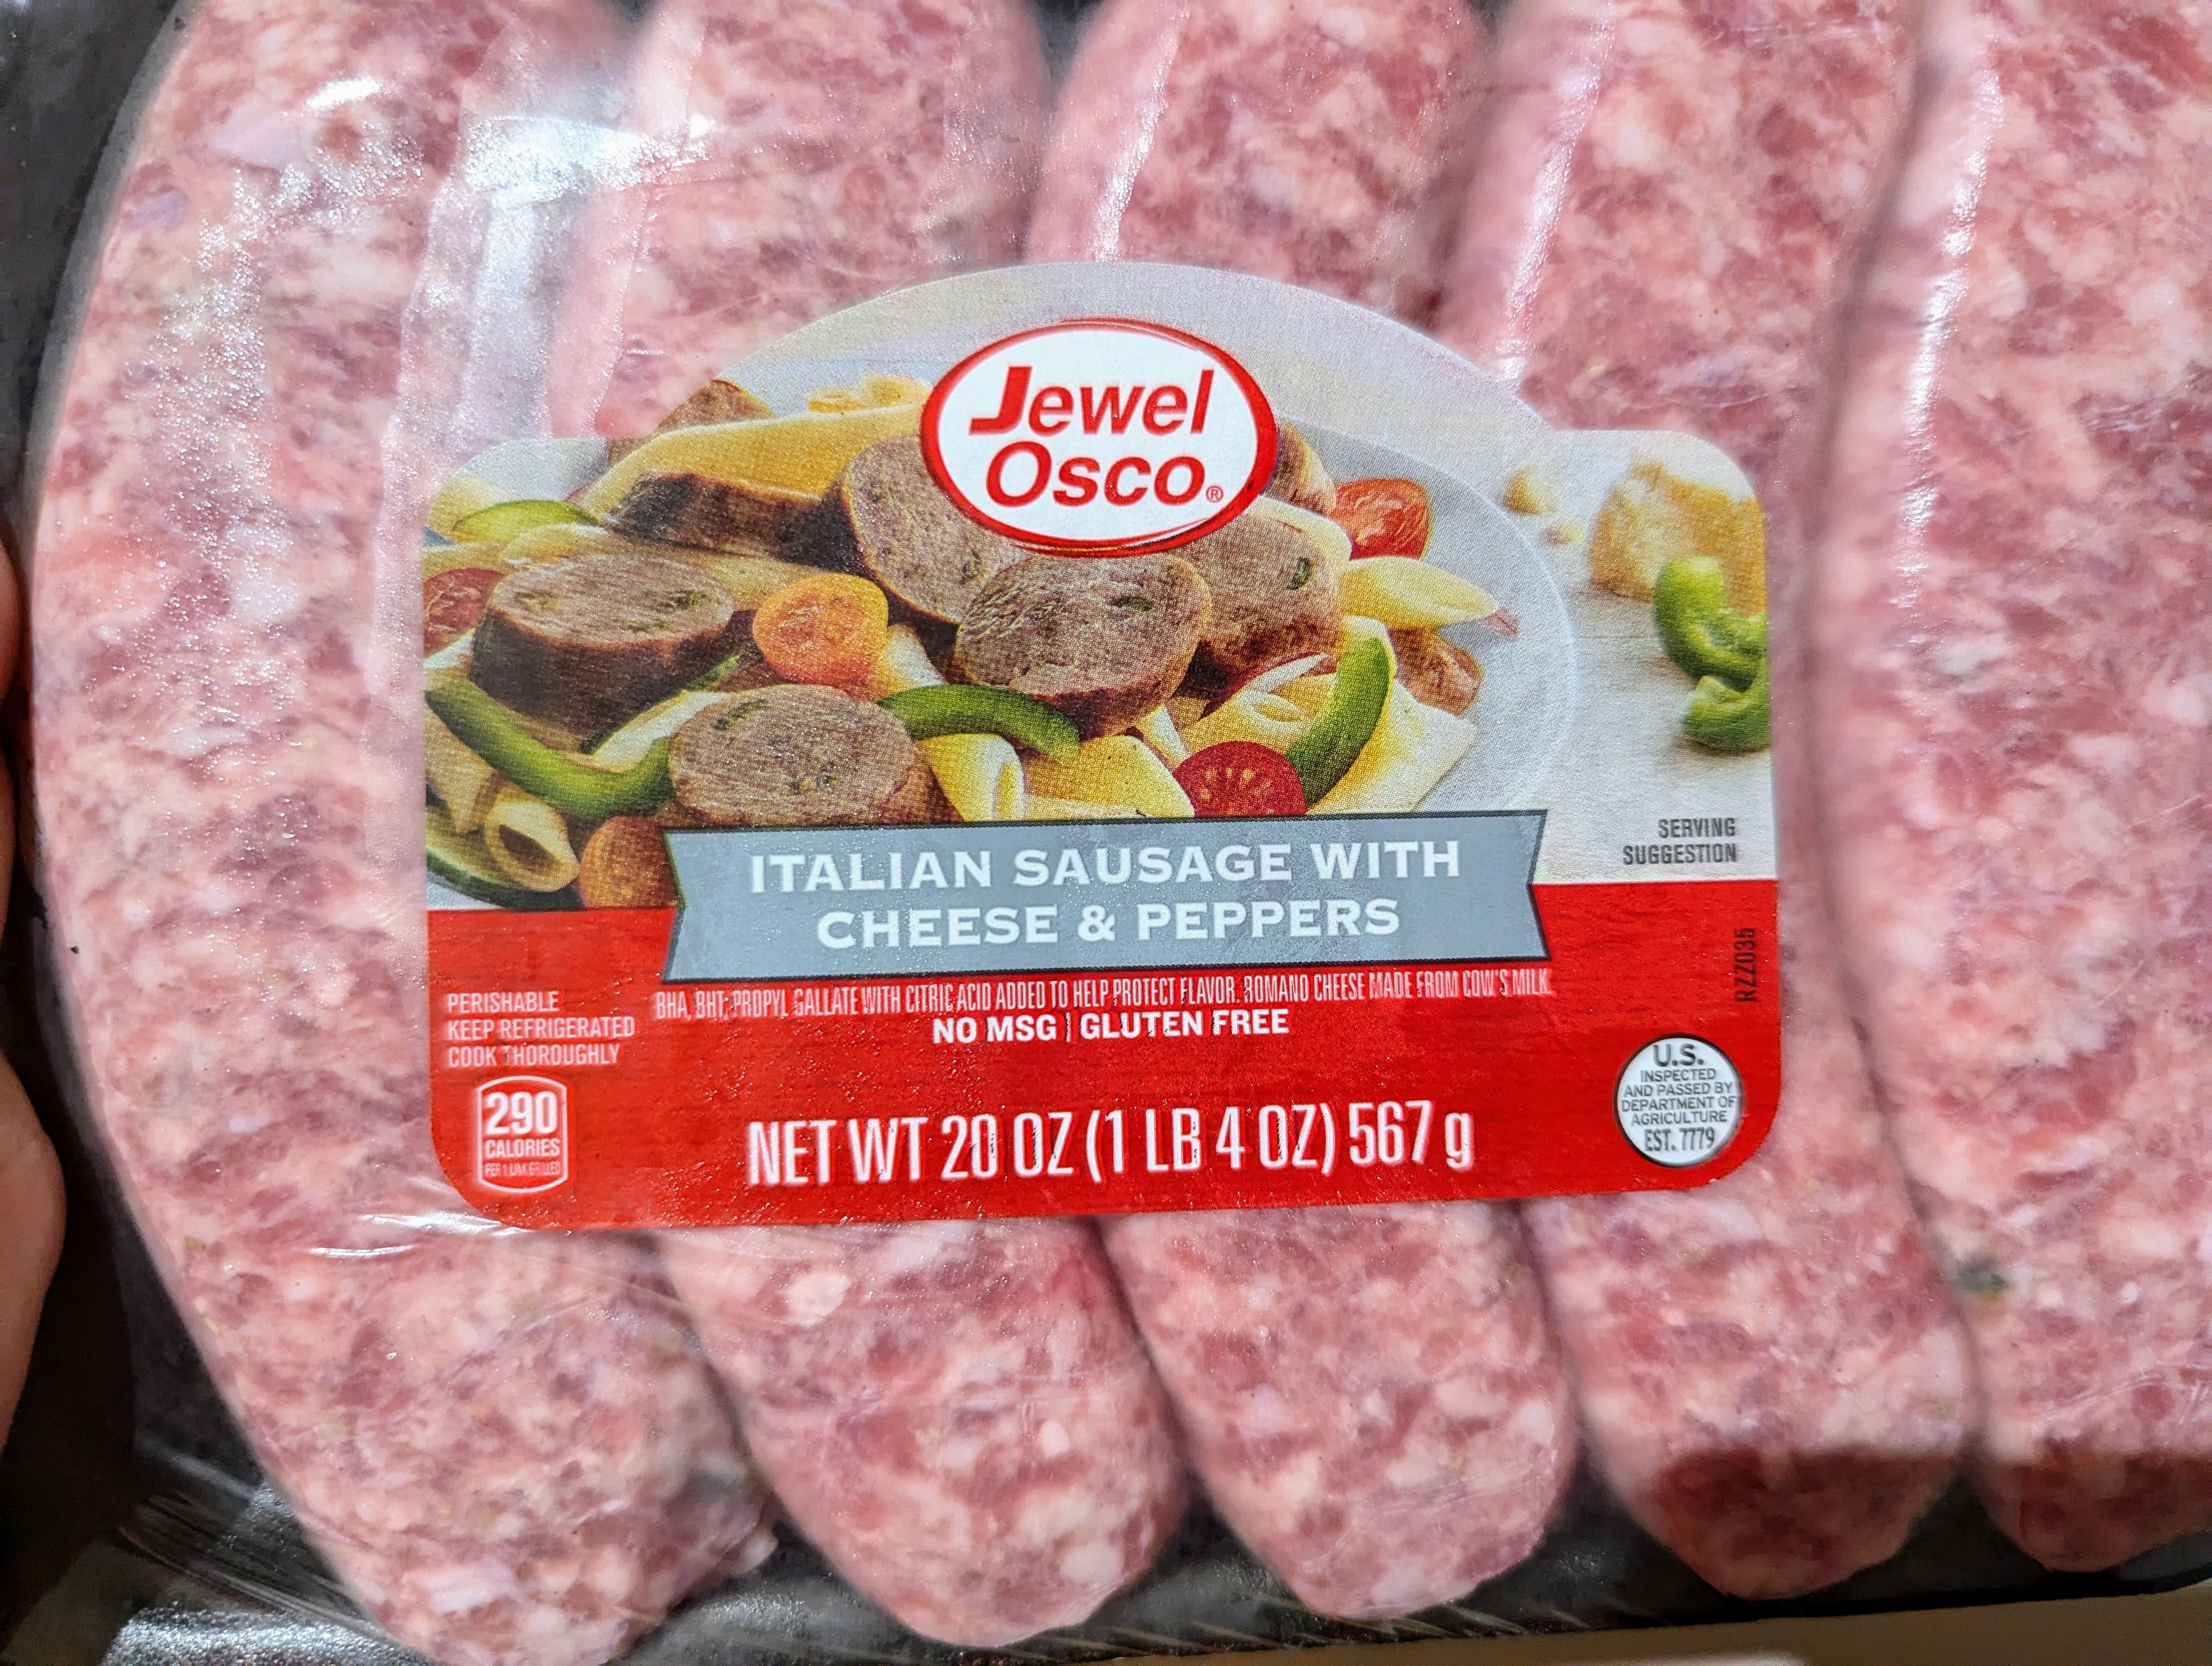 Jewel
Osco®
SERVING
SUGGESTION
ITALIAN SAUSAGE WITH
CHEESE & PEPPERS
RZZ035
BHA, BHT, PROPYL GALLATE WITH CITRIC ACID ADDED TO HELP PROTECT FLAVOR. ROMANO CHEESE MADE FROM COW'S MILK.
NO MSG | GLUTEN FREE
PERISHABLE
KEEP REFRIGERATED
COOK THOROUGHLY
290
CALORIES
PER 1 LINK GRILLED
NET WT 20 OZ (1 LB 4 OZ) 567 g
U.S.
INSPECTED
AND PASSED BY
DEPARTMENT OF
AGRICULTURE
EST. 7779